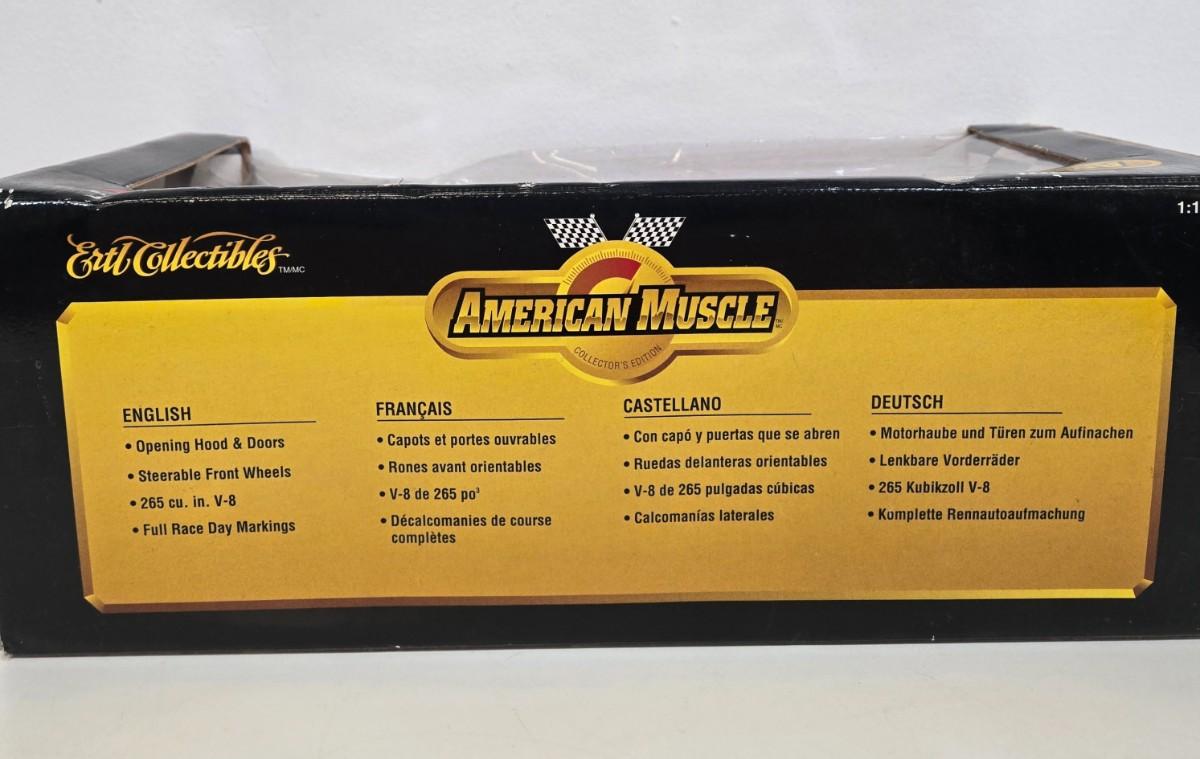 1:1
Ertl Collectibles TM/MC
AMERICAN MUSCLE TM MC
COLLECTOR'S EDITION
ENGLISH
• Opening Hood & Doors
• Steerable Front Wheels
• 265 cu. in. V-8
• Full Race Day Markings
FRANÇAIS
• Capots et portes ouvrables
• Rones avant orientables
• V-8 de 265 po³
• Décalcomanies de course
complètes
CASTELLANO
• Con capó y puertas que se abren
• Ruedas delanteras orientables
• V-8 de 265 pulgadas cúbicas
• Calcomanías laterales
DEUTSCH
• Motorhaube und Türen zum Aufinachen
• Lenkbare Vorderräder
• 265 Kubikzoll V-8
• Komplette Rennautoaufmachung